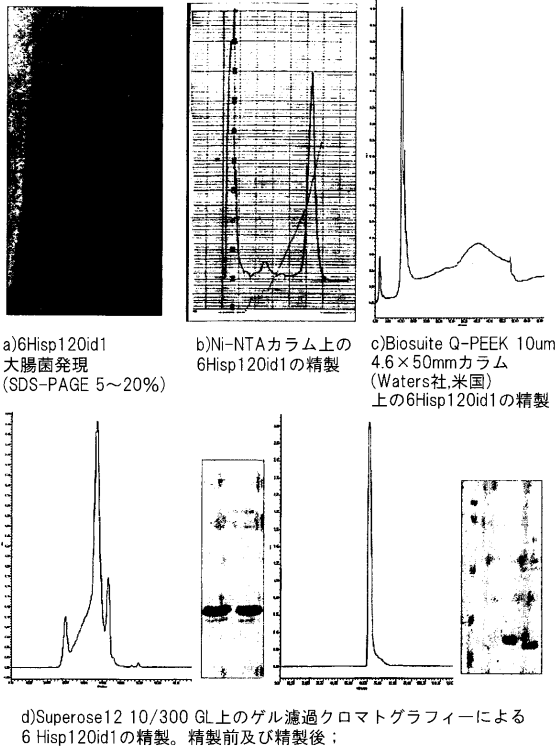 a)6Hisp120id1
大腸菌発現
(SDS-PAGE 5～20%)
b)Ni-NTAカラム上の
6Hisp120id1の精製
c)Biosuite Q-PEEK 10um
4.6×50mmカラム
(Waters社,米国)
上の6Hisp120id1の精製
d)Superose12 10/300 GL上のゲル濾過クロマトグラフィーによる
6 Hisp120id1の精製。精製前及び精製後；